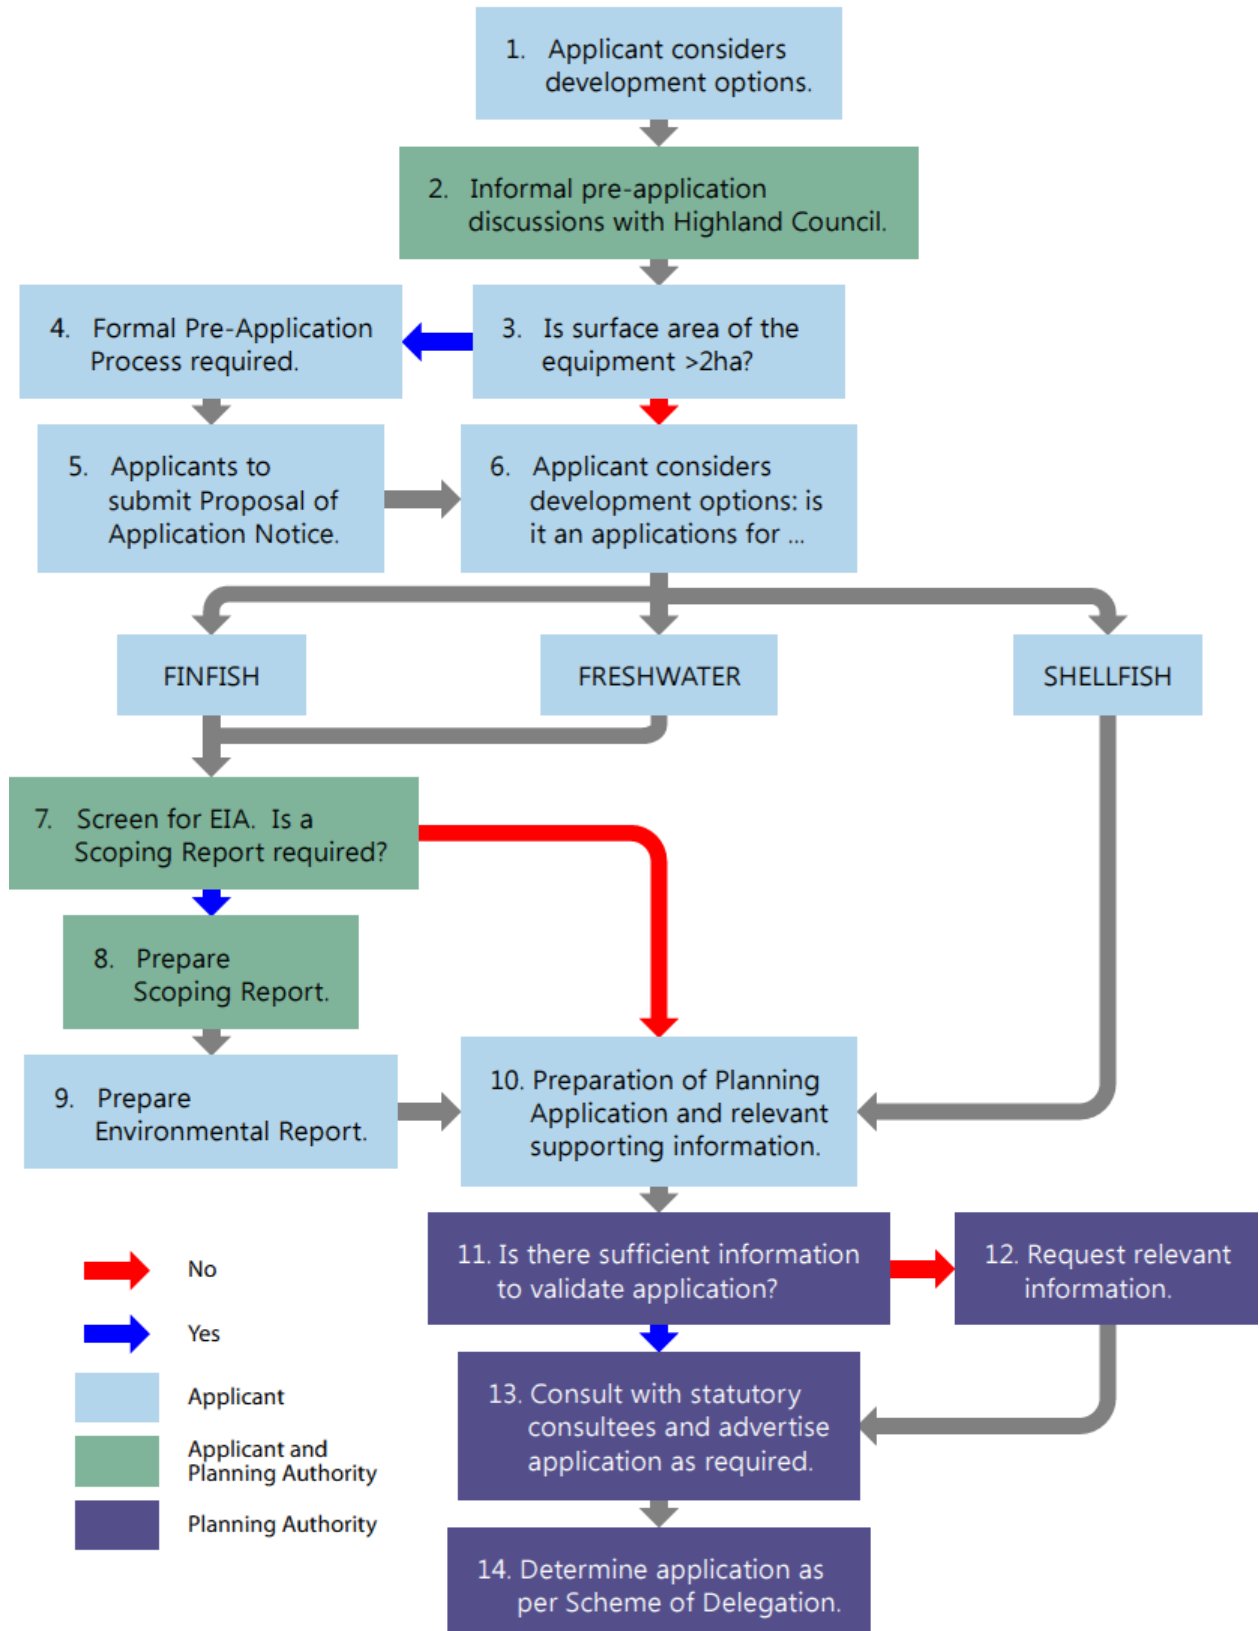 1. Applicant considers
development options.
2. Informal pre-application
discussions with Highland Council.
4. Formal Pre-Application
Process required.
3. Is surface area of the
equipment >2ha?
5. Applicants to
submit Proposal of
Application Notice.
6. Applicant considers
development options: is
it an applications for ...
FINFISH
FRESHWATER
SHELLFISH
7. Screen for EIA. Is a
Scoping Report required?
8. Prepare
Scoping Report.
9. Prepare
Environmental Report.
10. Preparation of Planning
Application and relevant
supporting information.
11. Is there sufficient information
to validate application?
12. Request relevant
information.
13. Consult with statutory
consultees and advertise
application as required.
14. Determine application as
per Scheme of Delegation.
No
Yes
Applicant
Applicant and
Planning Authority
Planning Authority